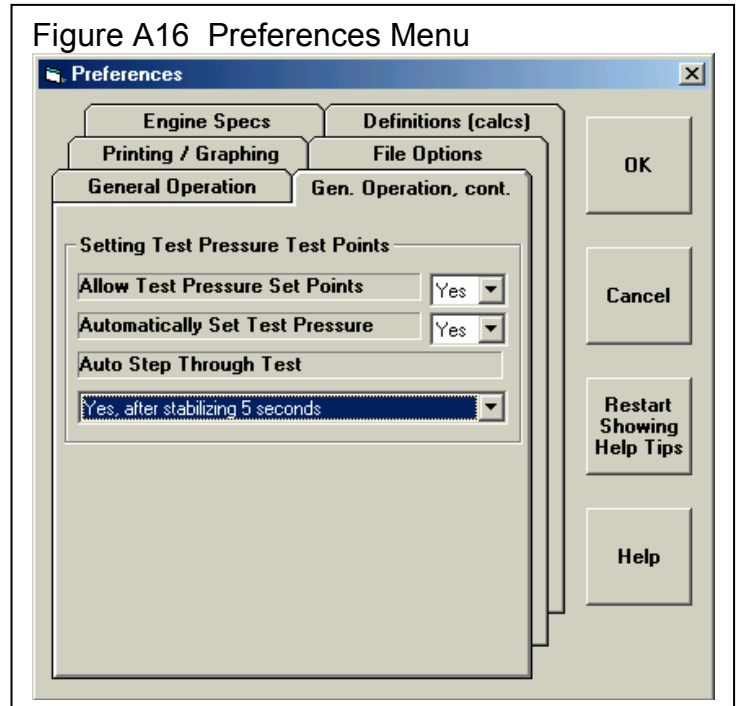 Figure A16  Preferences Menu
Preferences
Engine Specs
Definitions (calcs)
Printing / Graphing
File Options
General Operation
Gen. Operation, cont.
Setting Test Pressure Test Points
Allow Test Pressure Set Points
Yes
Automatically Set Test Pressure
Yes
Auto Step Through Test
Yes, after stabilizing 5 seconds
OK
Cancel
Restart
Showing
Help Tips
Help